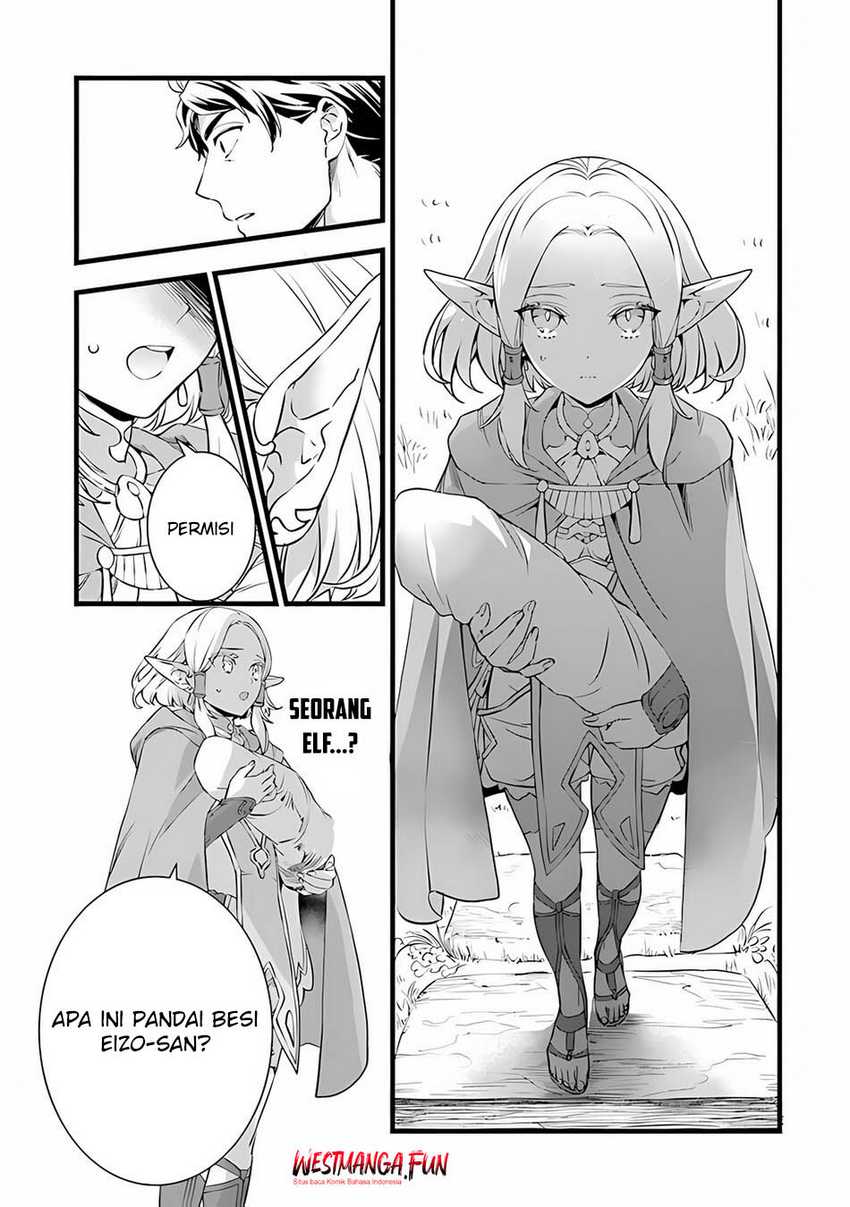 PERMISI
SEORANG
ELF...?
APA INI PANDAI BESI
EIZO-SAN?
WESTMANGA.FUN
Situs baca Komik Bahasa Indonesia